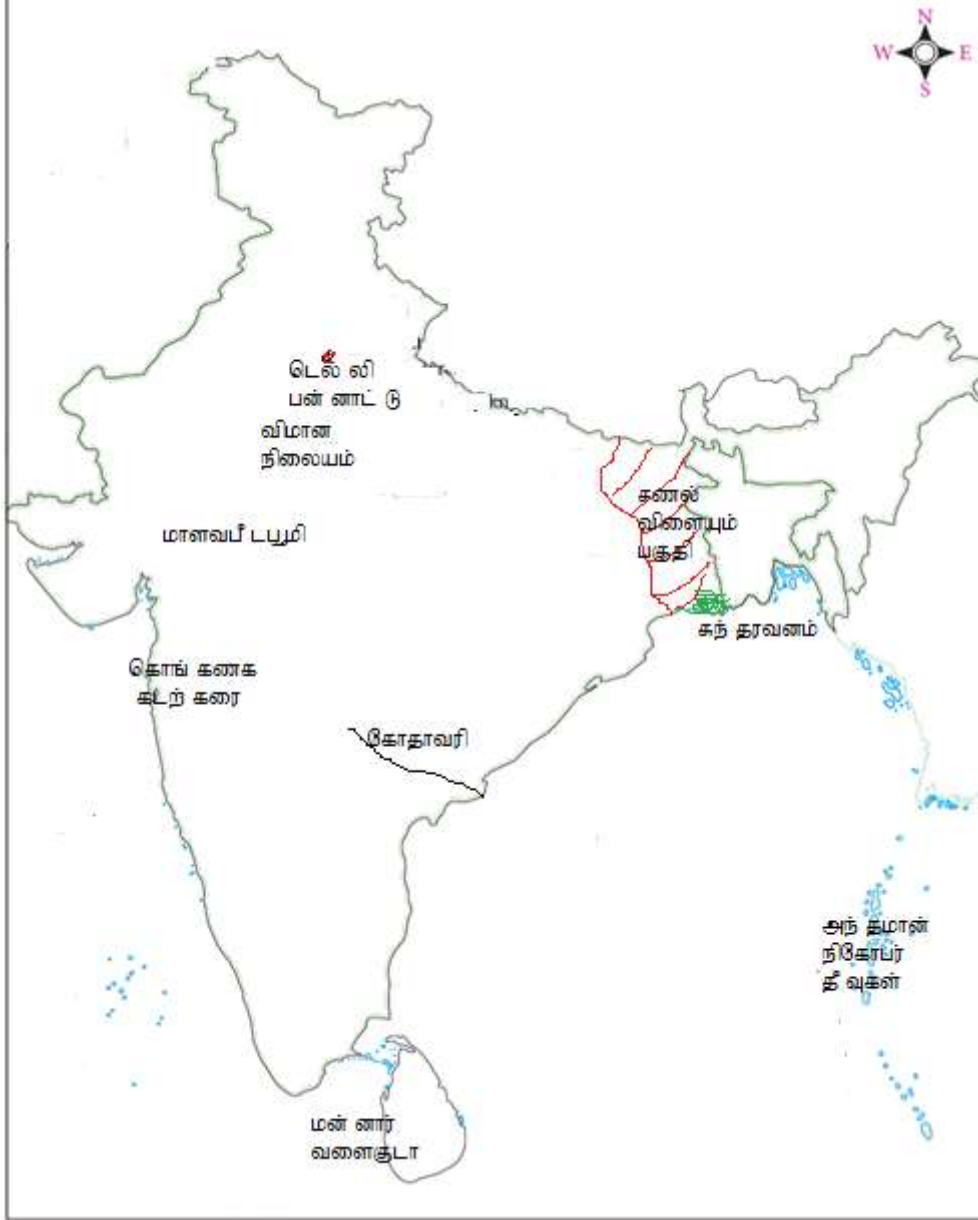 N
W E
S
டெல் லி
பன் னாட் டு
விமான
நிலையம்
சணல்
விளையும்
பகுதி
மாளவபீ டபூமி
சுந் தரவனம்
கொங் கணக
கடற் கரை
கோதாவரி
அந் தமான்
நிகோபர்
தீ வுகள்
மன் னார்
வளைகுடா